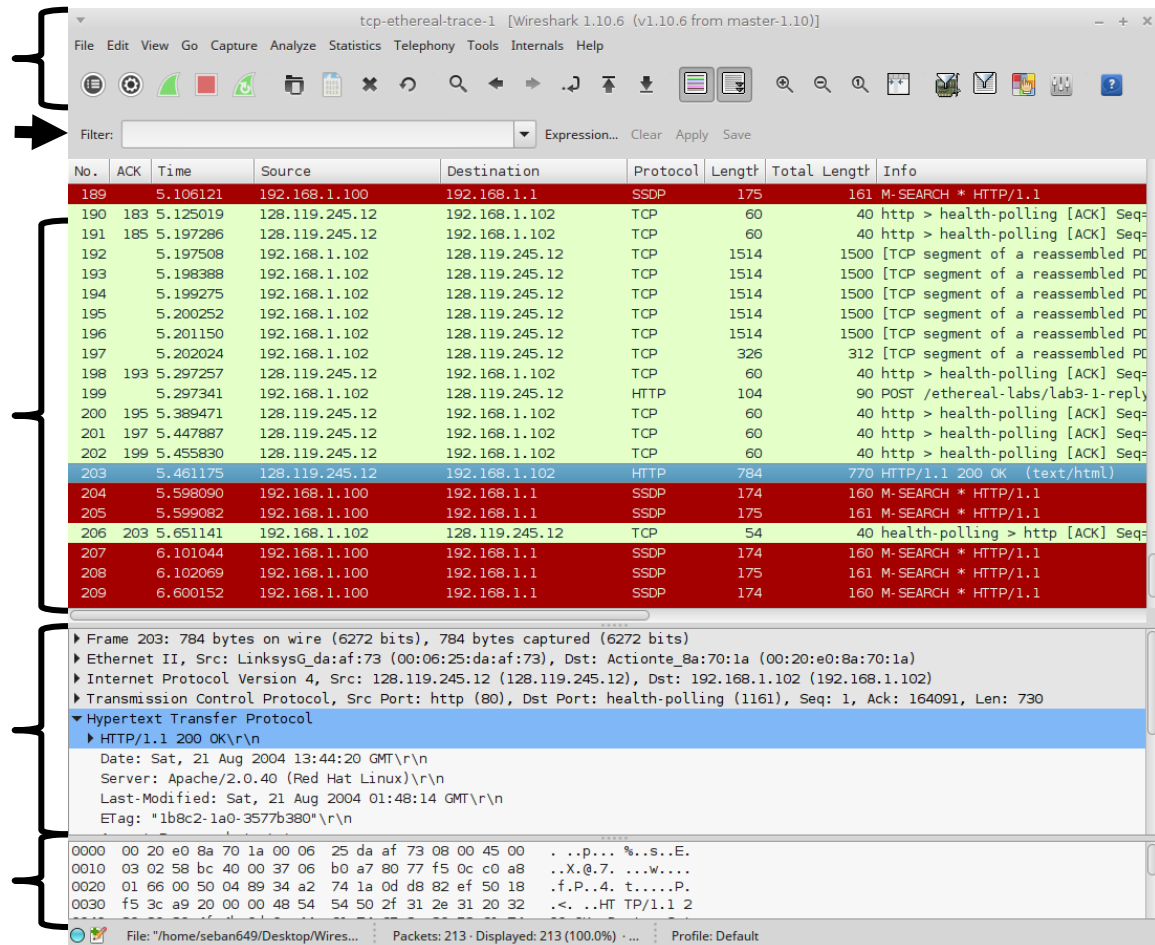 tcp-ethereal-trace-1 [Wireshark 1.10.6 (v1.10.6 from master-1.10)]
File Edit View Go Capture Analyze Statistics Telephony Tools Internals Help
Filter: Expression... Clear Apply Save
No. ACK Time Source Destination Protocol Length Total Length Info
189 5.106121 192.168.1.100 192.168.1.1 SSDP 175 161 M-SEARCH * HTTP/1.1
190 183 5.125019 128.119.245.12 192.168.1.102 TCP 60 40 http > health-polling [ACK] Seq=
191 185 5.197286 128.119.245.12 192.168.1.102 TCP 60 40 http > health-polling [ACK] Seq=
192 5.197508 192.168.1.102 128.119.245.12 TCP 1514 1500 [TCP segment of a reassembled PD
193 5.198388 192.168.1.102 128.119.245.12 TCP 1514 1500 [TCP segment of a reassembled PD
194 5.199275 192.168.1.102 128.119.245.12 TCP 1514 1500 [TCP segment of a reassembled PD
195 5.200252 192.168.1.102 128.119.245.12 TCP 1514 1500 [TCP segment of a reassembled PD
196 5.201150 192.168.1.102 128.119.245.12 TCP 1514 1500 [TCP segment of a reassembled PD
197 5.202024 192.168.1.102 128.119.245.12 TCP 326 312 [TCP segment of a reassembled PD
198 193 5.297257 128.119.245.12 192.168.1.102 TCP 60 40 http > health-polling [ACK] Seq=
199 5.297341 192.168.1.102 128.119.245.12 HTTP 104 90 POST /ethereal-labs/lab3-1-reply
200 195 5.389471 128.119.245.12 192.168.1.102 TCP 60 40 http > health-polling [ACK] Seq=
201 197 5.447887 128.119.245.12 192.168.1.102 TCP 60 40 http > health-polling [ACK] Seq=
202 199 5.455830 128.119.245.12 192.168.1.102 TCP 60 40 http > health-polling [ACK] Seq=
203 5.461175 128.119.245.12 192.168.1.102 HTTP 784 770 HTTP/1.1 200 OK (text/html)
204 5.598090 192.168.1.100 192.168.1.1 SSDP 174 160 M-SEARCH * HTTP/1.1
205 5.599082 192.168.1.100 192.168.1.1 SSDP 175 161 M-SEARCH * HTTP/1.1
206 203 5.651141 192.168.1.102 128.119.245.12 TCP 54 40 health-polling > http [ACK] Seq=
207 6.101044 192.168.1.100 192.168.1.1 SSDP 174 160 M-SEARCH * HTTP/1.1
208 6.102069 192.168.1.100 192.168.1.1 SSDP 175 161 M-SEARCH * HTTP/1.1
209 6.600152 192.168.1.100 192.168.1.1 SSDP 174 160 M-SEARCH * HTTP/1.1
Frame 203: 784 bytes on wire (6272 bits), 784 bytes captured (6272 bits)
Ethernet II, Src: LinksysG_da:af:73 (00:06:25:da:af:73), Dst: Actionte_8a:70:1a (00:20:e0:8a:70:1a)
Internet Protocol Version 4, Src: 128.119.245.12 (128.119.245.12), Dst: 192.168.1.102 (192.168.1.102)
Transmission Control Protocol, Src Port: http (80), Dst Port: health-polling (1161), Seq: 1, Ack: 164091, Len: 730
Hypertext Transfer Protocol
HTTP/1.1 200 OK\r\n
Date: Sat, 21 Aug 2004 13:44:20 GMT\r\n
Server: Apache/2.0.40 (Red Hat Linux)\r\n
Last-Modified: Sat, 21 Aug 2004 01:48:14 GMT\r\n
ETag: "1b8c2-1a0-3577b380"\r\n
0000 00 20 e0 8a 70 1a 00 06 25 da af 73 08 00 45 00 . ..p... %..s..E.
0010 03 02 58 bc 40 00 37 06 b0 a7 80 77 f5 0c c0 a8 ..X.@.7. ...w....
0020 01 66 00 50 04 89 34 a2 74 1a 0d d8 82 ef 50 18 .f.P..4. t.....P.
0030 f5 3c a9 20 00 00 48 54 54 50 2f 31 2e 31 20 32 .<. ..HT TP/1.1 2
File: "/home/seban649/Desktop/Wires... Packets: 213 · Displayed: 213 (100.0%) · ... Profile: Default